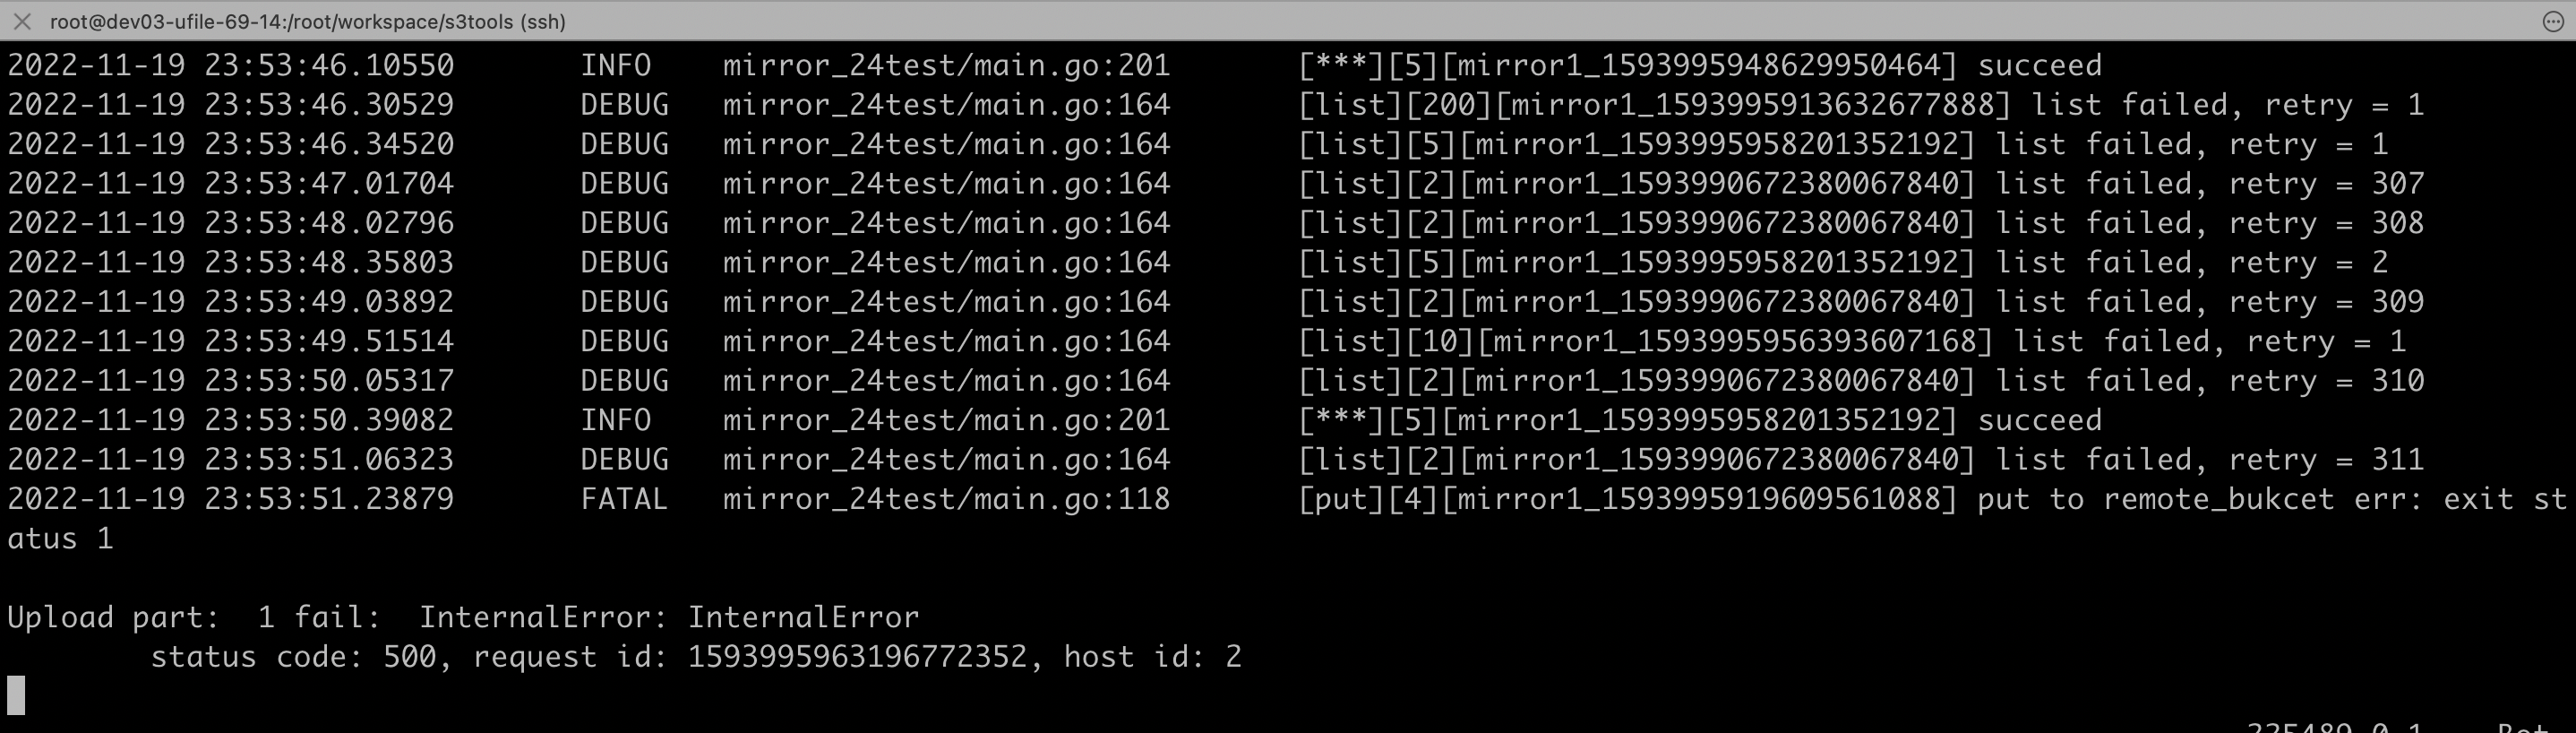 root@dev03-ufile-69-14:/root/workspace/s3tools (ssh)
2022-11-19 23:53:46.10550 INFO mirror_24test/main.go:201 [***][5][mirror1_1593995948629950464] succeed
2022-11-19 23:53:46.30529 DEBUG mirror_24test/main.go:164 [list][200][mirror1_1593995913632677888] list failed, retry = 1
2022-11-19 23:53:46.34520 DEBUG mirror_24test/main.go:164 [list][5][mirror1_1593995958201352192] list failed, retry = 1
2022-11-19 23:53:47.01704 DEBUG mirror_24test/main.go:164 [list][2][mirror1_1593990672380067840] list failed, retry = 307
2022-11-19 23:53:48.02796 DEBUG mirror_24test/main.go:164 [list][2][mirror1_1593990672380067840] list failed, retry = 308
2022-11-19 23:53:48.35803 DEBUG mirror_24test/main.go:164 [list][5][mirror1_1593995958201352192] list failed, retry = 2
2022-11-19 23:53:49.03892 DEBUG mirror_24test/main.go:164 [list][2][mirror1_1593990672380067840] list failed, retry = 309
2022-11-19 23:53:49.51514 DEBUG mirror_24test/main.go:164 [list][10][mirror1_1593995956393607168] list failed, retry = 1
2022-11-19 23:53:50.05317 DEBUG mirror_24test/main.go:164 [list][2][mirror1_1593990672380067840] list failed, retry = 310
2022-11-19 23:53:50.39082 INFO mirror_24test/main.go:201 [***][5][mirror1_1593995958201352192] succeed
2022-11-19 23:53:51.06323 DEBUG mirror_24test/main.go:164 [list][2][mirror1_1593990672380067840] list failed, retry = 311
2022-11-19 23:53:51.23879 FATAL mirror_24test/main.go:118 [put][4][mirror1_1593995919609561088] put to remote_bukcet err: exit st
atus 1
Upload part: 1 fail: InternalError: InternalError
status code: 500, request id: 1593995963196772352, host id: 2